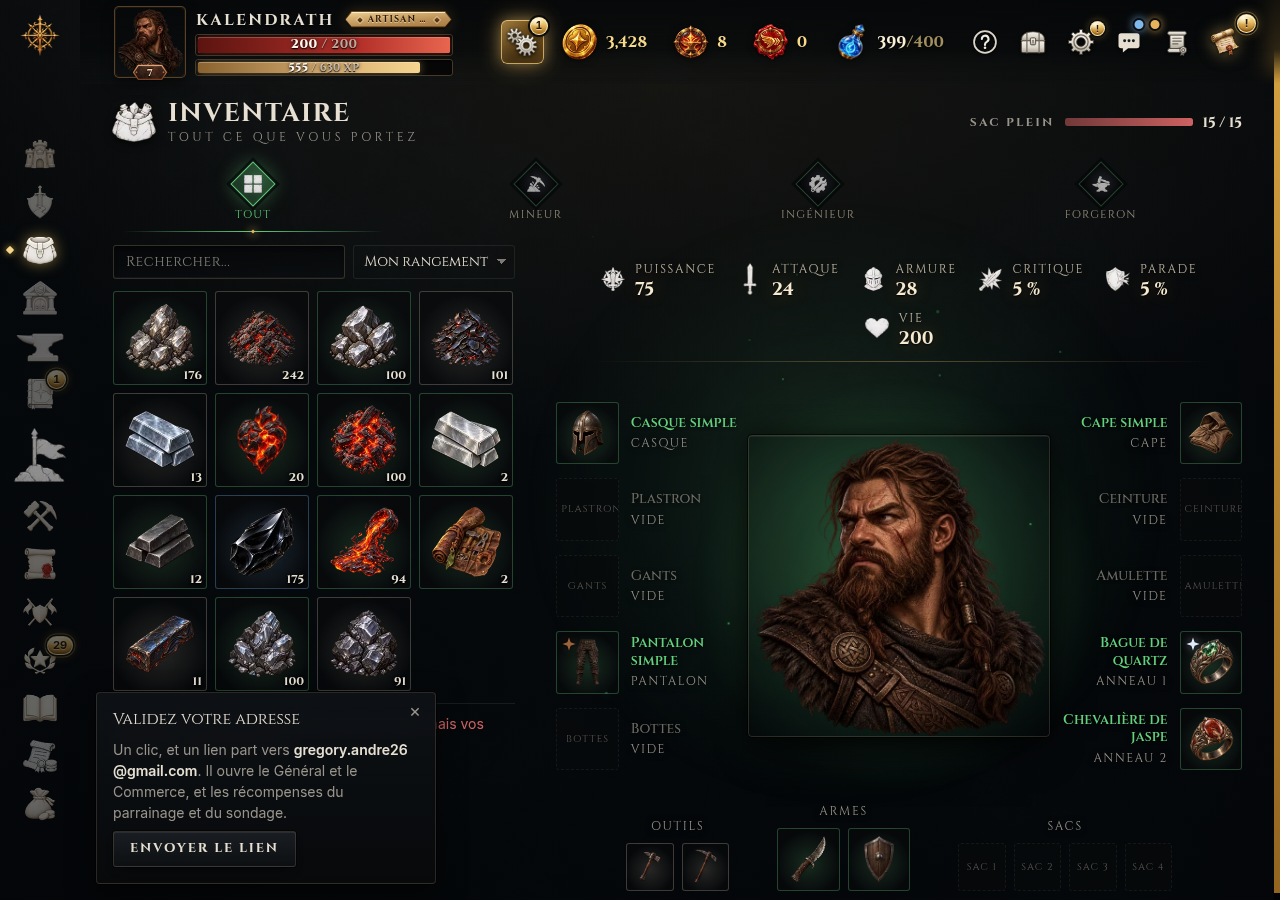 KALENDRATH
ARTISAN ...
200 / 200
555 / 630 XP
7
1
3,428
8
0
399/400
!
!
INVENTAIRE
TOUT CE QUE VOUS PORTEZ
SAC PLEIN
15 / 15
TOUT
MINEUR
INGÉNIEUR
FORGERON
RECHERCHER...
MON RANGEMENT
PUISSANCE
75
ATTAQUE
24
ARMURE
28
CRITIQUE
5 %
PARADE
5 %
VIE
200
176
242
100
101
13
20
100
2
12
175
94
2
11
100
91
1
29
CASQUE SIMPLE
CASQUE
PLASTRON
PLASTRON
VIDE
GANTS
GANTS
VIDE
PANTALON SIMPLE
PANTALON
BOTTES
BOTTES
VIDE
CAPE SIMPLE
CAPE
CEINTURE
VIDE
CEINTURE
AMULETTE
VIDE
AMULETTE
BAGUE DE QUARTZ
ANNEAU 1
CHEVALIÈRE DE JASPE
ANNEAU 2
OUTILS
ARMES
SACS
SAC 1
SAC 2
SAC 3
SAC 4
ais vos
VALIDEZ VOTRE ADRESSE
×
Un clic, et un lien part vers gregory.andre26
@gmail.com. Il ouvre le Général et le
Commerce, et les récompenses du
parrainage et du sondage.
ENVOYER LE LIEN